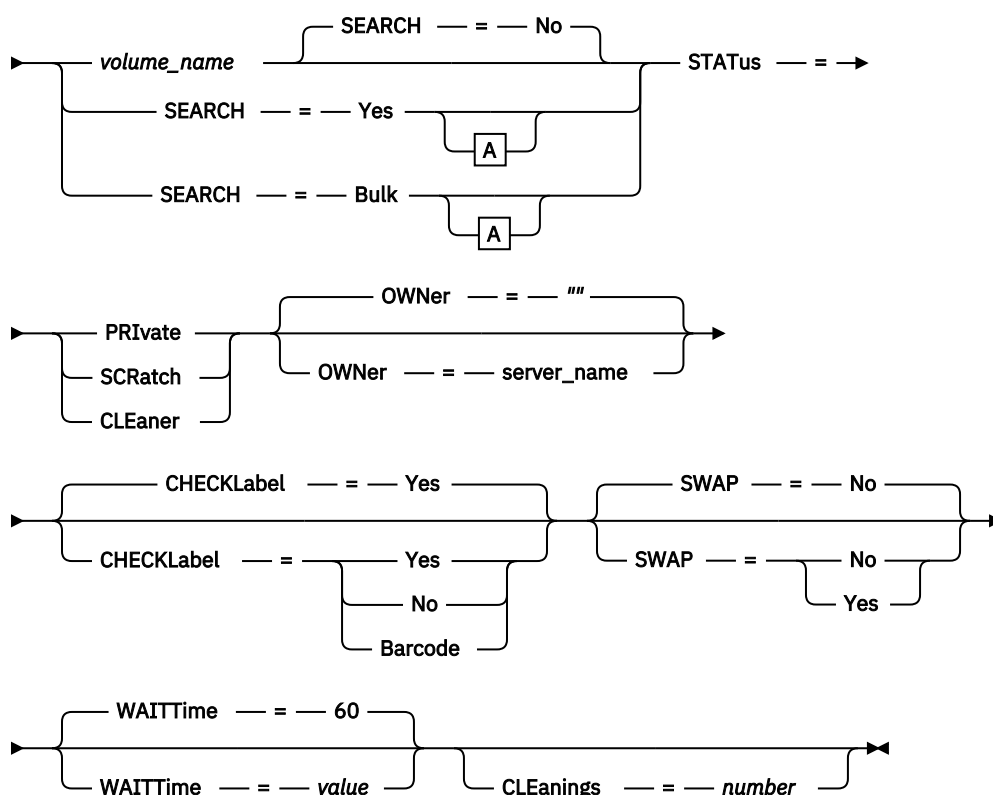 SEARCH = No
volume_name STATus =
SEARCH = Yes
A
SEARCH = Bulk
A
OWNer = ""
PRIvate
OWNer = server_name
SCRatch
CLEaner
CHECKLabel = Yes SWAP = No
CHECKLabel = Yes SWAP = No
No Yes
Barcode
WAITTime = 60
WAITTime = value CLEanings = number